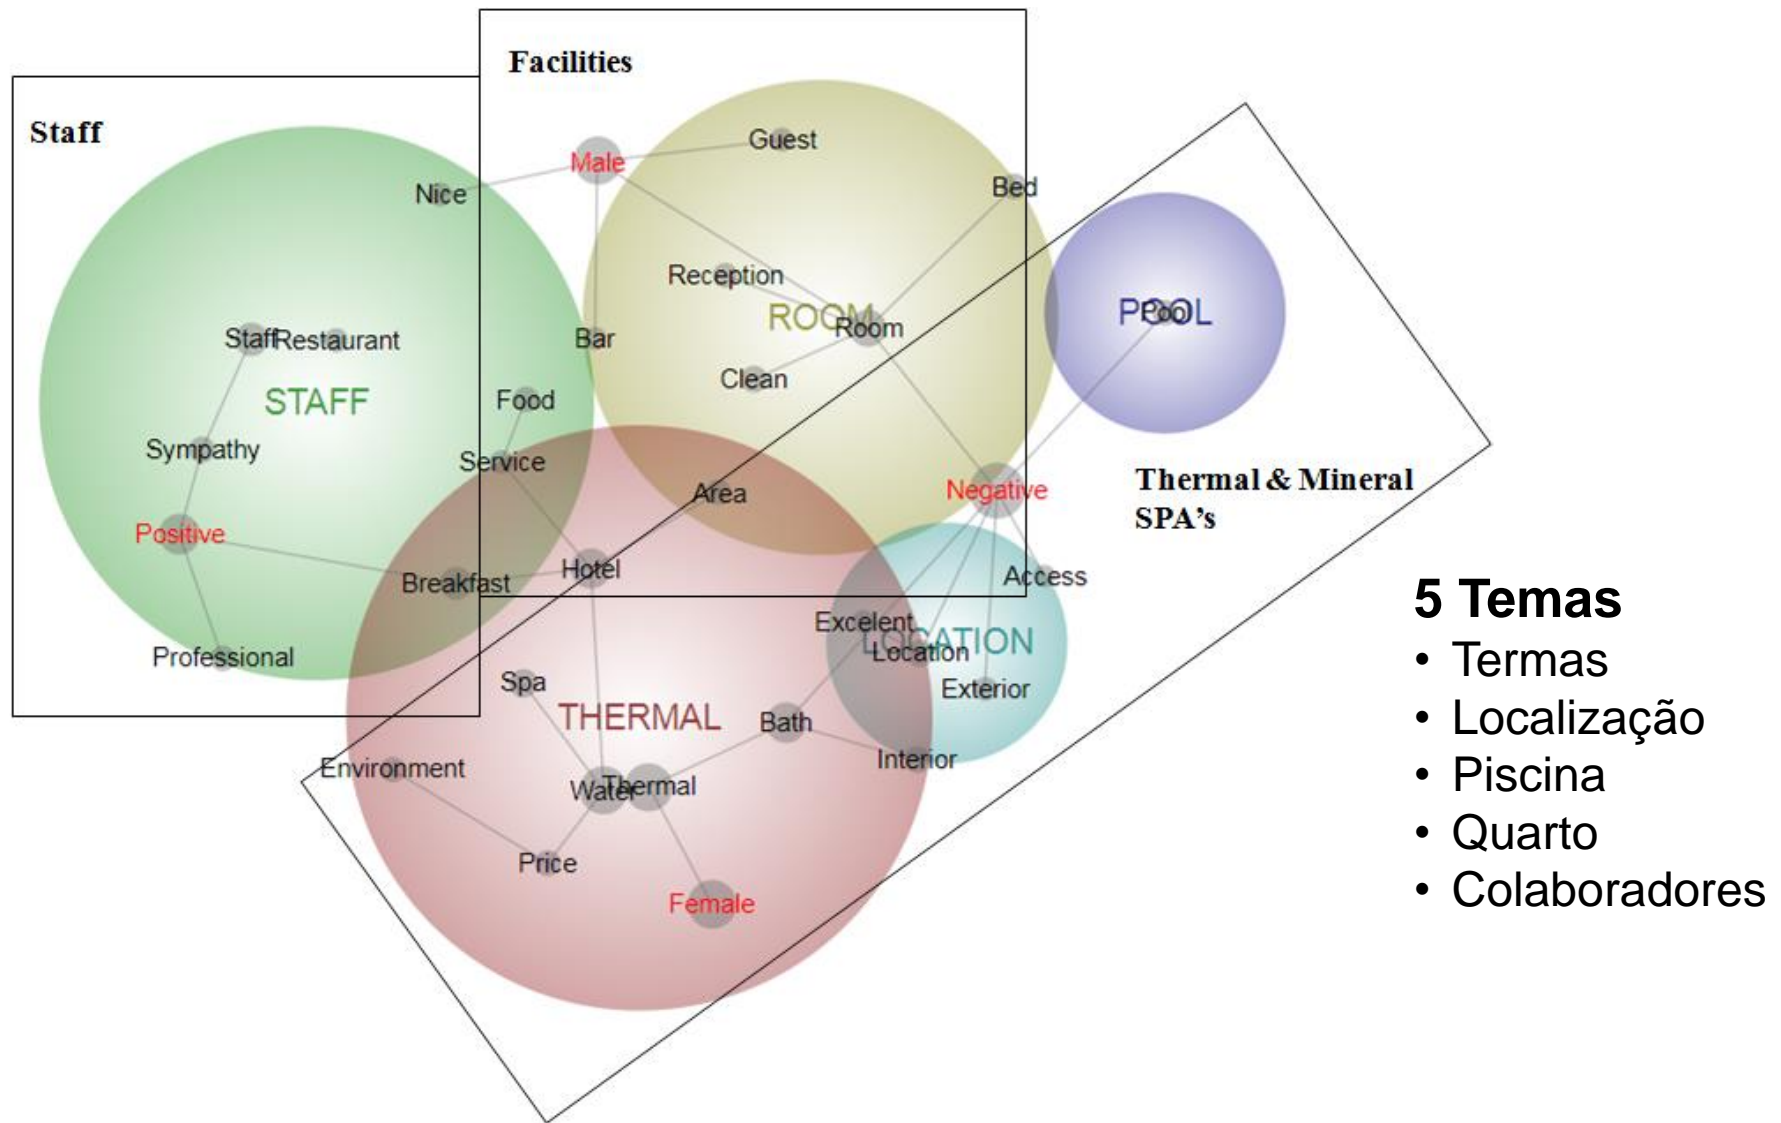 Facilities
Staff
Guest
Male
Nice
Bed
Reception
ROOM
Room
POOL
Pool
Staff
Restaurant
Bar
Clean
STAFF
Food
Sympathy
Service
Area
Negative
Thermal & Mineral
SPA's
Positive
Hotel
Breakfast
Access
5 Temas
Excelent
LOCATION
Location
Professional
• Termas
Spa
Exterior
THERMAL
Bath
• Localização
Interior
Environment
• Piscina
Water
Thermal
• Quarto
Price
• Colaboradores
Female